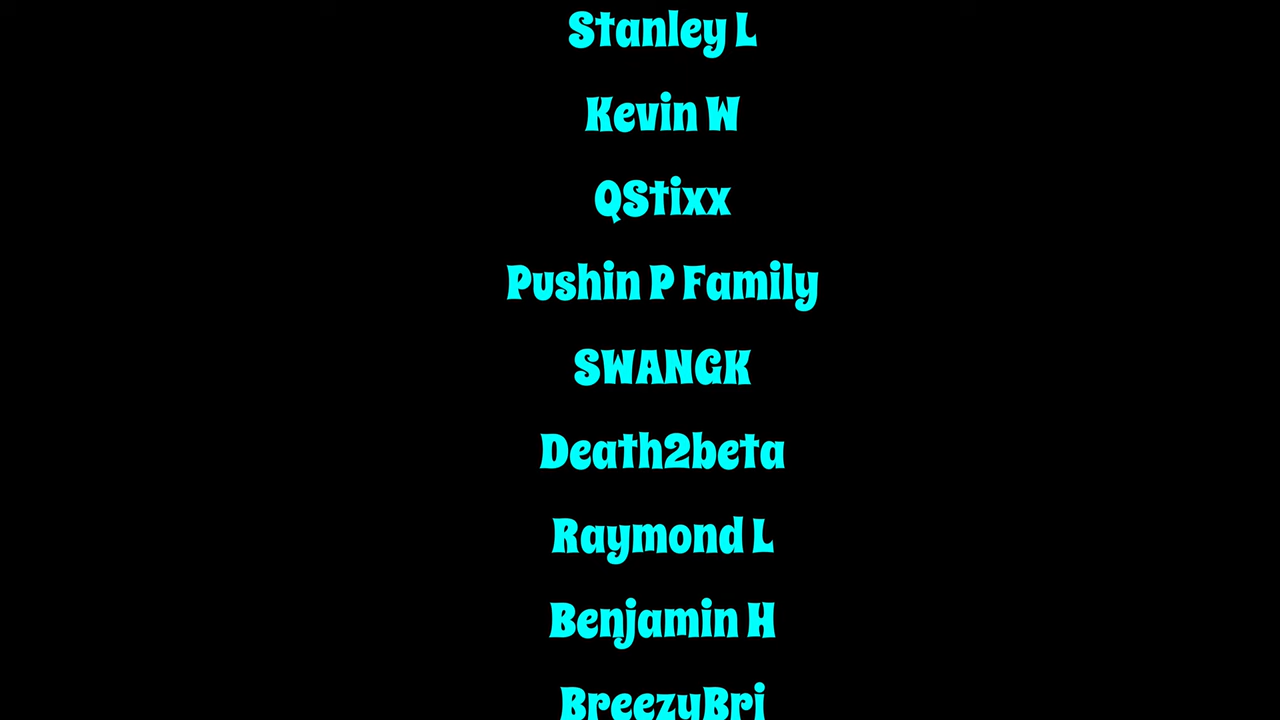 Stanley L
Kevin W
QStixx
Pushin P Family
SWANGK
Death2beta
Raymond L
Benjamin H
BreezyBri